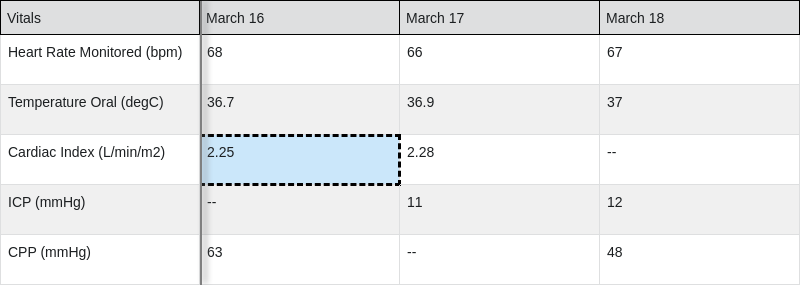 Vitals March 16 March 17 March 18
Heart Rate Monitored (bpm) 68 66 67
Temperature Oral (degC) 36.7 36.9 37
Cardiac Index (L/min/m2) 2.25 2.28 --
ICP (mmHg) -- 11 12
CPP (mmHg) 63 -- 48